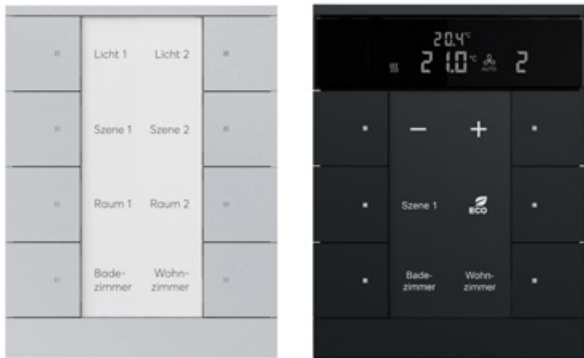 Licht 1 Licht 2
Szene 1 Szene 2
Raum 1 Raum 2
Bade- Wohn-
zimmer zimmer
20.4°C
21.0°C AUTO 2
− +
Szene 1 ECO
Bade- Wohn-
zimmer zimmer